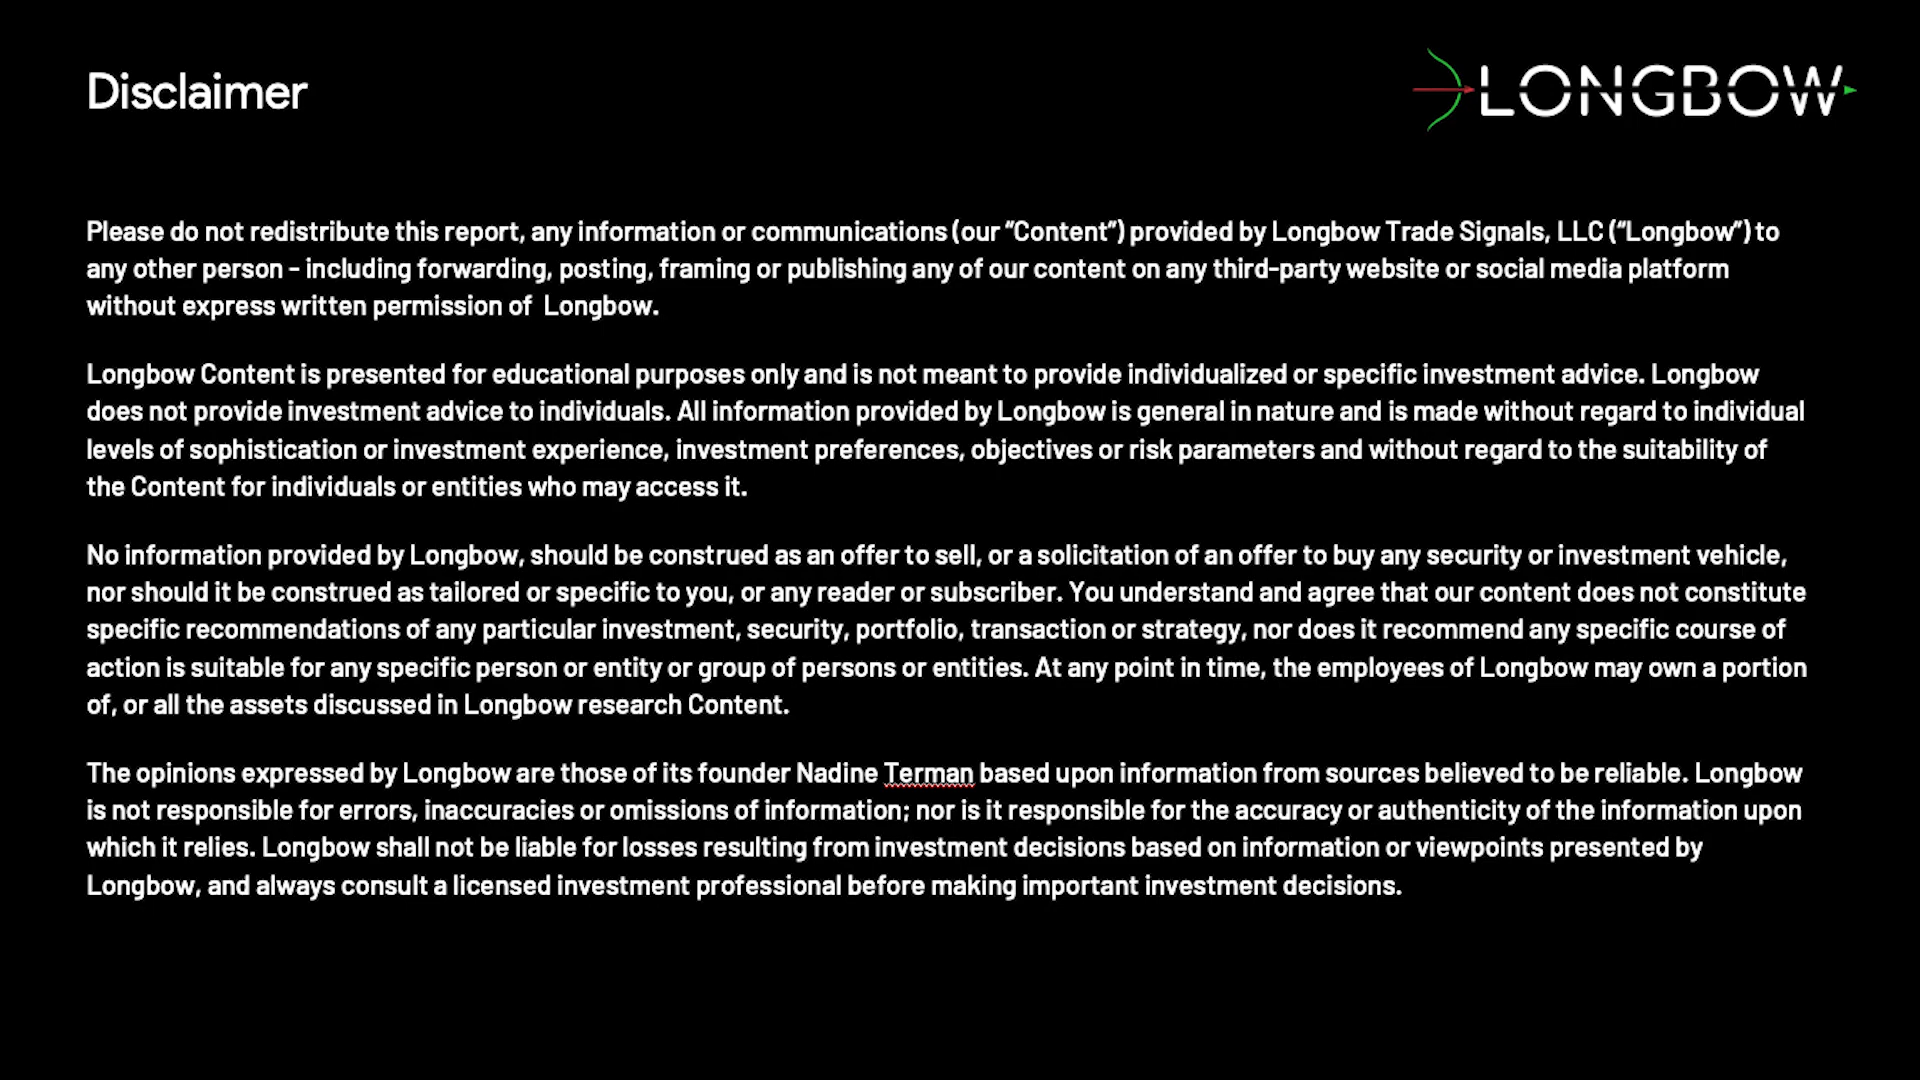 Disclaimer
LONGBOW
Please do not redistribute this report, any information or communications (our “Content”) provided by Longbow Trade Signals, LLC (“Longbow”) to
any other person - including forwarding, posting, framing or publishing any of our content on any third-party website or social media platform
without express written permission of  Longbow.
Longbow Content is presented for educational purposes only and is not meant to provide individualized or specific investment advice. Longbow
does not provide investment advice to individuals. All information provided by Longbow is general in nature and is made without regard to individual
levels of sophistication or investment experience, investment preferences, objectives or risk parameters and without regard to the suitability of
the Content for individuals or entities who may access it.
No information provided by Longbow, should be construed as an offer to sell, or a solicitation of an offer to buy any security or investment vehicle,
nor should it be construed as tailored or specific to you, or any reader or subscriber. You understand and agree that our content does not constitute
specific recommendations of any particular investment, security, portfolio, transaction or strategy, nor does it recommend any specific course of
action is suitable for any specific person or entity or group of persons or entities. At any point in time, the employees of Longbow may own a portion
of, or all the assets discussed in Longbow research Content.
The opinions expressed by Longbow are those of its founder Nadine Terman based upon information from sources believed to be reliable. Longbow
is not responsible for errors, inaccuracies or omissions of information; nor is it responsible for the accuracy or authenticity of the information upon
which it relies. Longbow shall not be liable for losses resulting from investment decisions based on information or viewpoints presented by
Longbow, and always consult a licensed investment professional before making important investment decisions.